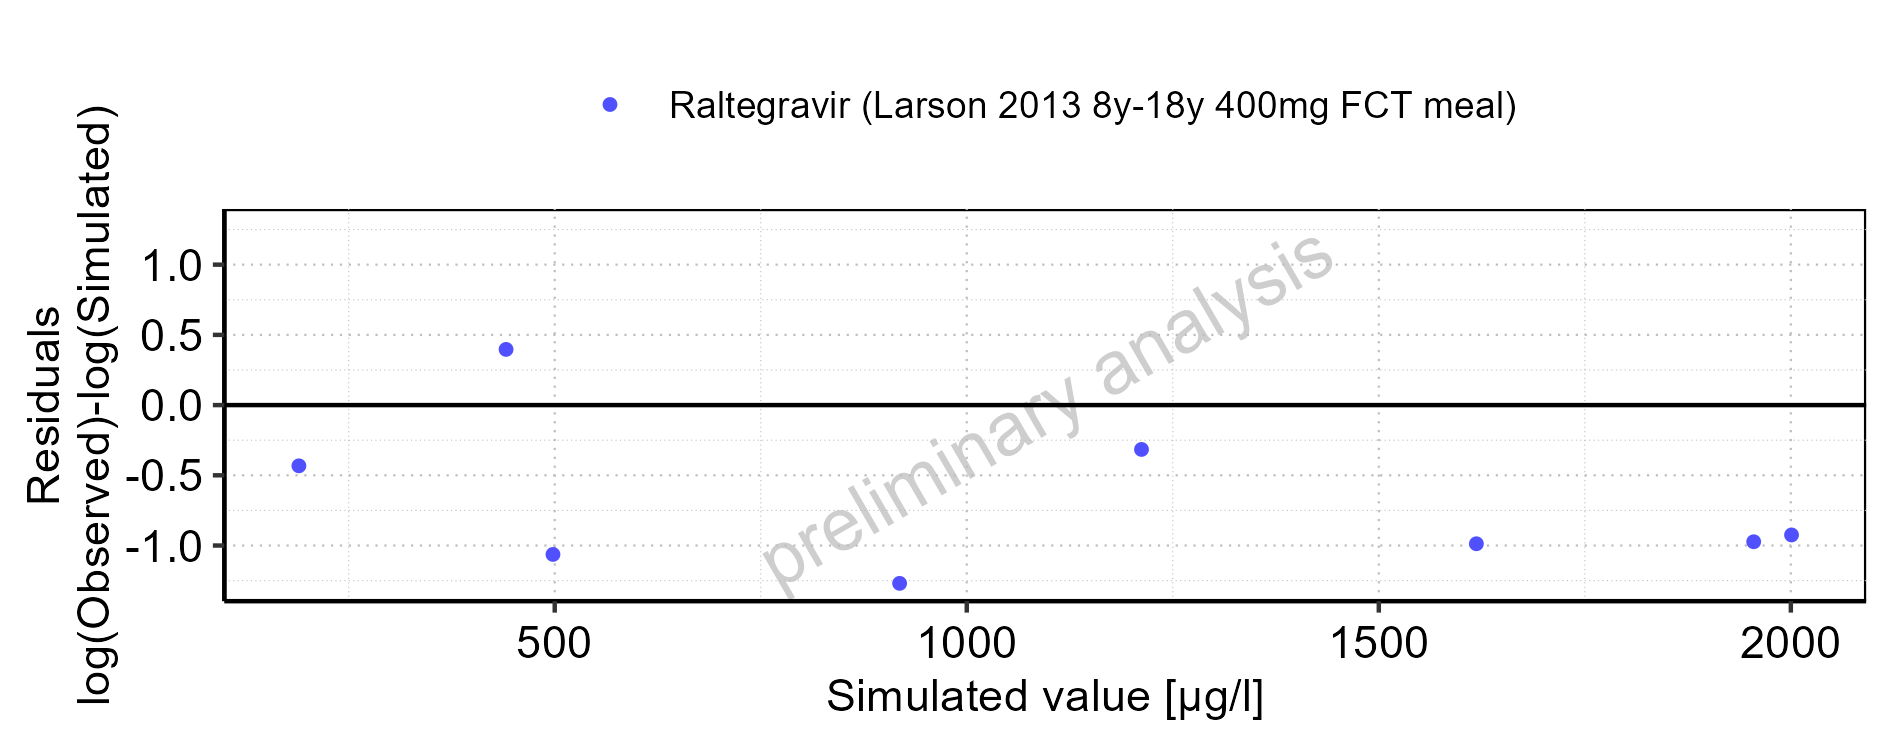 Raltegravir (Larson 2013 8y-18y 400mg FCT meal)
Residuals
log(Observed)-log(Simulated)
1.0
0.5
0.0
-0.5
-1.0
preliminary analysis
500 1000 1500 2000
Simulated value [µg/l]